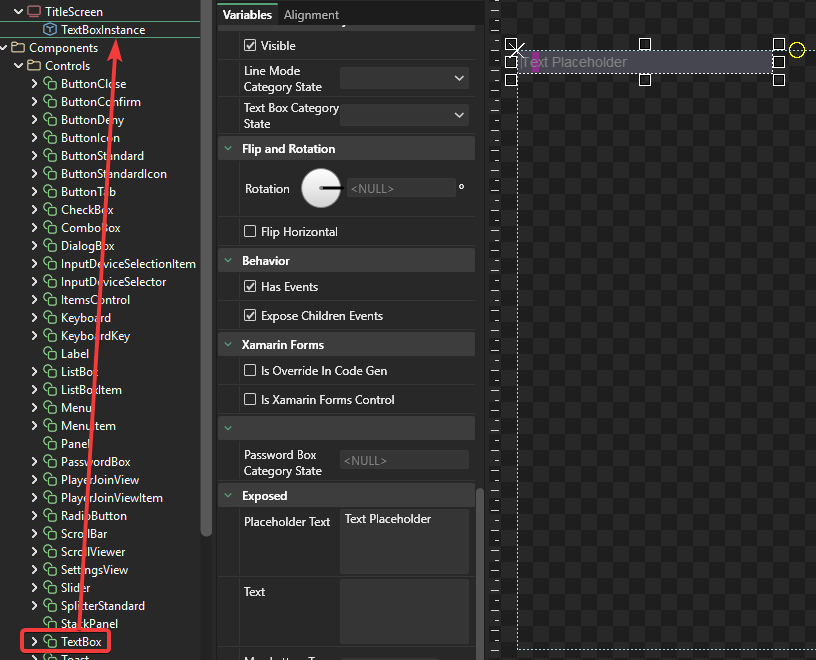 TitleScreen
TextBoxInstance
Components
Controls
ButtonClose
ButtonConfirm
ButtonDeny
ButtonIcon
ButtonStandard
ButtonStandardIcon
ButtonTab
CheckBox
ComboBox
DialogBox
InputDeviceSelectionItem
InputDeviceSelector
ItemsControl
Keyboard
KeyboardKey
Label
ListBox
ListBoxItem
Menu
MenuItem
Panel
PasswordBox
PlayerJoinView
PlayerJoinViewItem
RadioButton
ScrollBar
ScrollViewer
SettingsView
Slider
SplitterStandard
StackPanel
TextBox
Toast
Variables
Alignment
Visible
Line Mode
Category State
Text Box Category
State
Flip and Rotation
Rotation
<NULL>
°
Flip Horizontal
Behavior
Has Events
Expose Children Events
Xamarin Forms
Is Override In Code Gen
Is Xamarin Forms Control
Password Box
Category State
<NULL>
Exposed
Placeholder Text
Text Placeholder
Text
Text Placeholder